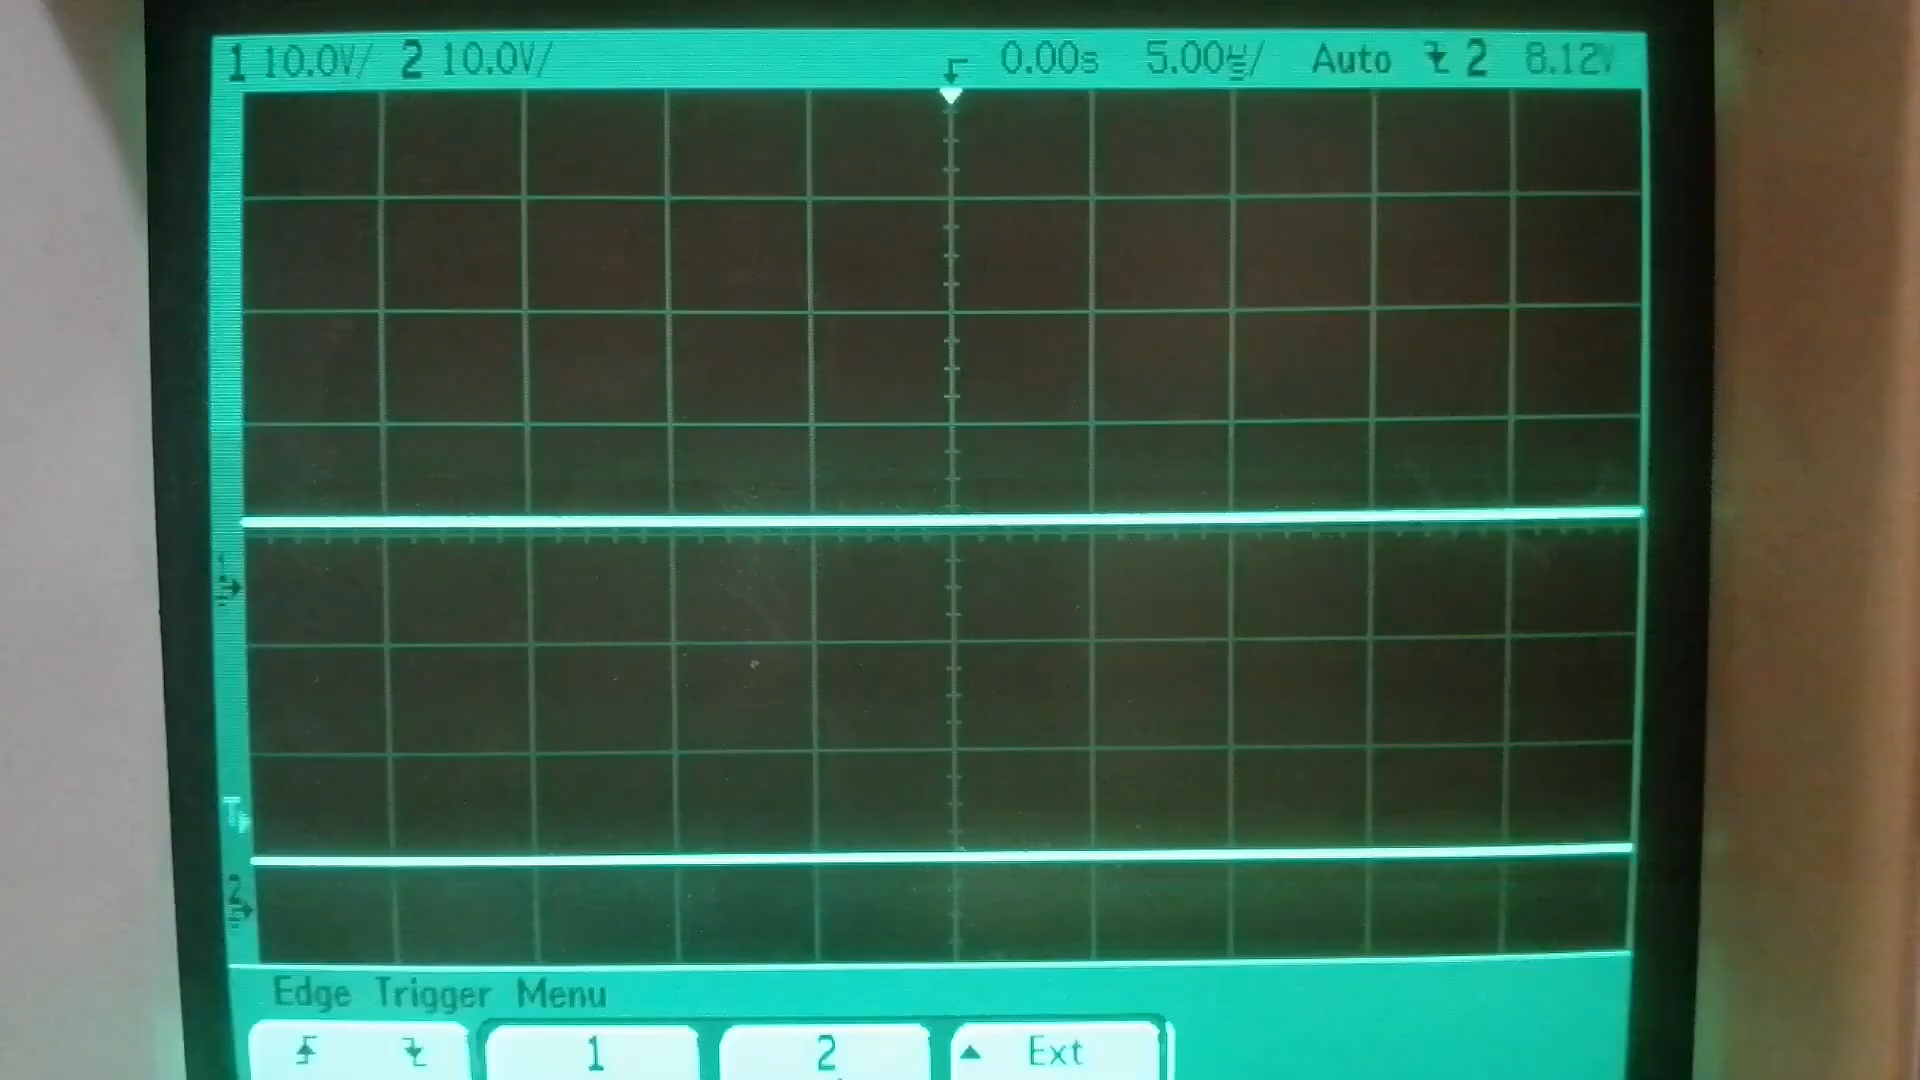 1 10.0V/ 2 10.0V/ 0.00s 5.00㎲/ Auto 2 8.12V
1
T
2
Edge Trigger Menu
1 2 Ext